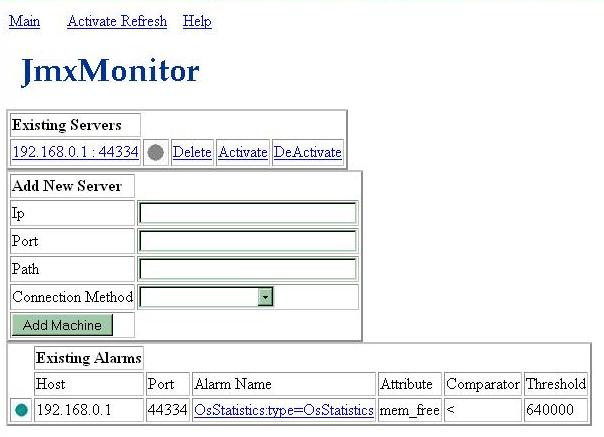 Main Activate Refresh Help
JmxMonitor
Existing Servers
192.168.0.1 : 44334 Delete Activate DeActivate
Add New Server
Ip
Port
Path
Connection Method
Add Machine
Existing Alarms
Host Port Alarm Name Attribute Comparator Threshold
192.168.0.1 44334 OsStatistics:type=OsStatistics mem_free < 640000